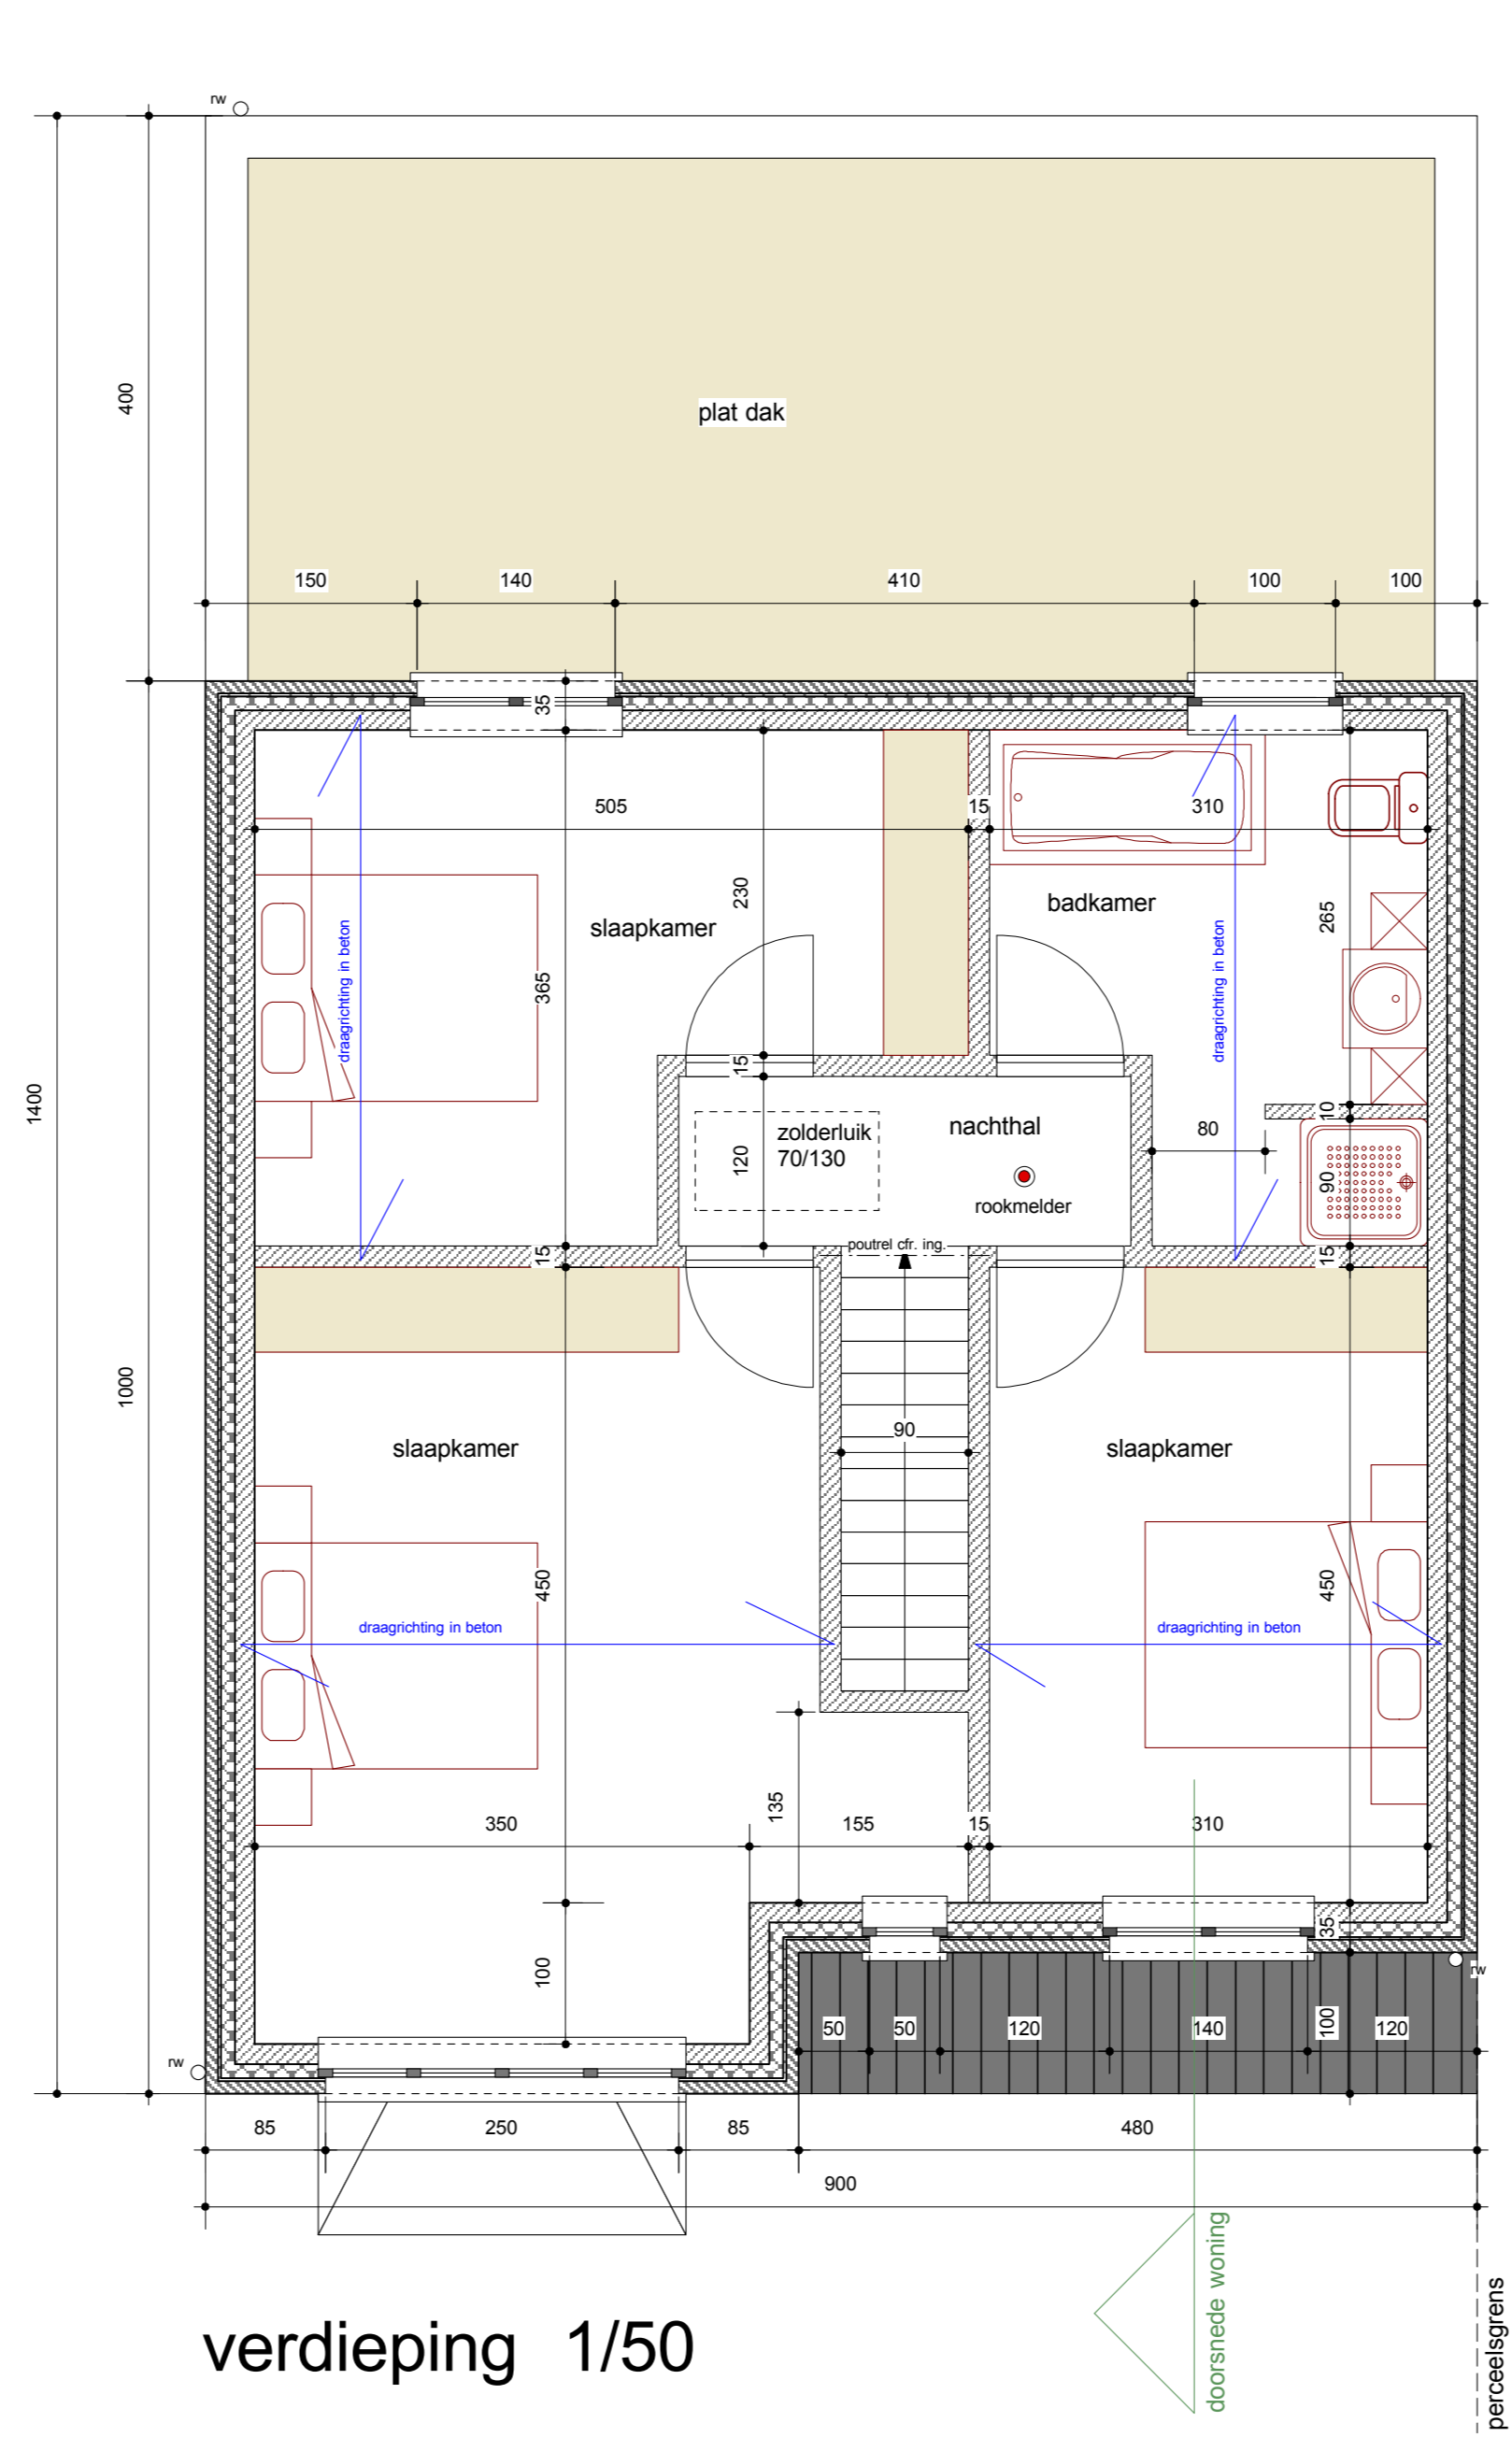 rw
400
plat dak
150 140 410 100 100
35
505 15 310
230
badkamer
slaapkamer
265
365
draagrichting in beton
draagrichting in beton
15
1400
10
zolderluik
70/130
nachthal
80
120
90
rookmelder
poutrel cfr. ing.
15
15
1000
90
slaapkamer
slaapkamer
450
450
draagrichting in beton
draagrichting in beton
135
350 155 15 310
35
100
rw
50 50 120 140 100 120
rw
85 250 85 480
900
doorsnede woning
perceelsgrens
verdieping 1/50